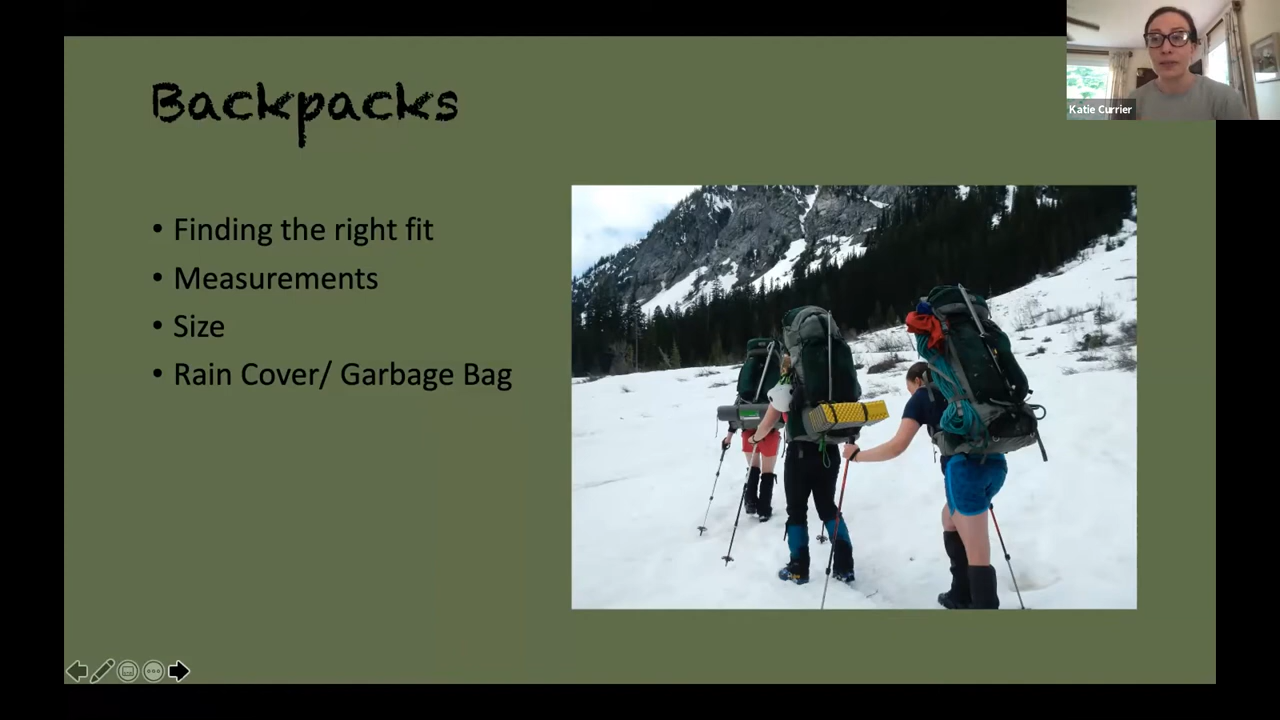 Backpacks
• Finding the right fit
• Measurements
• Size
• Rain Cover/ Garbage Bag
Katie Currier